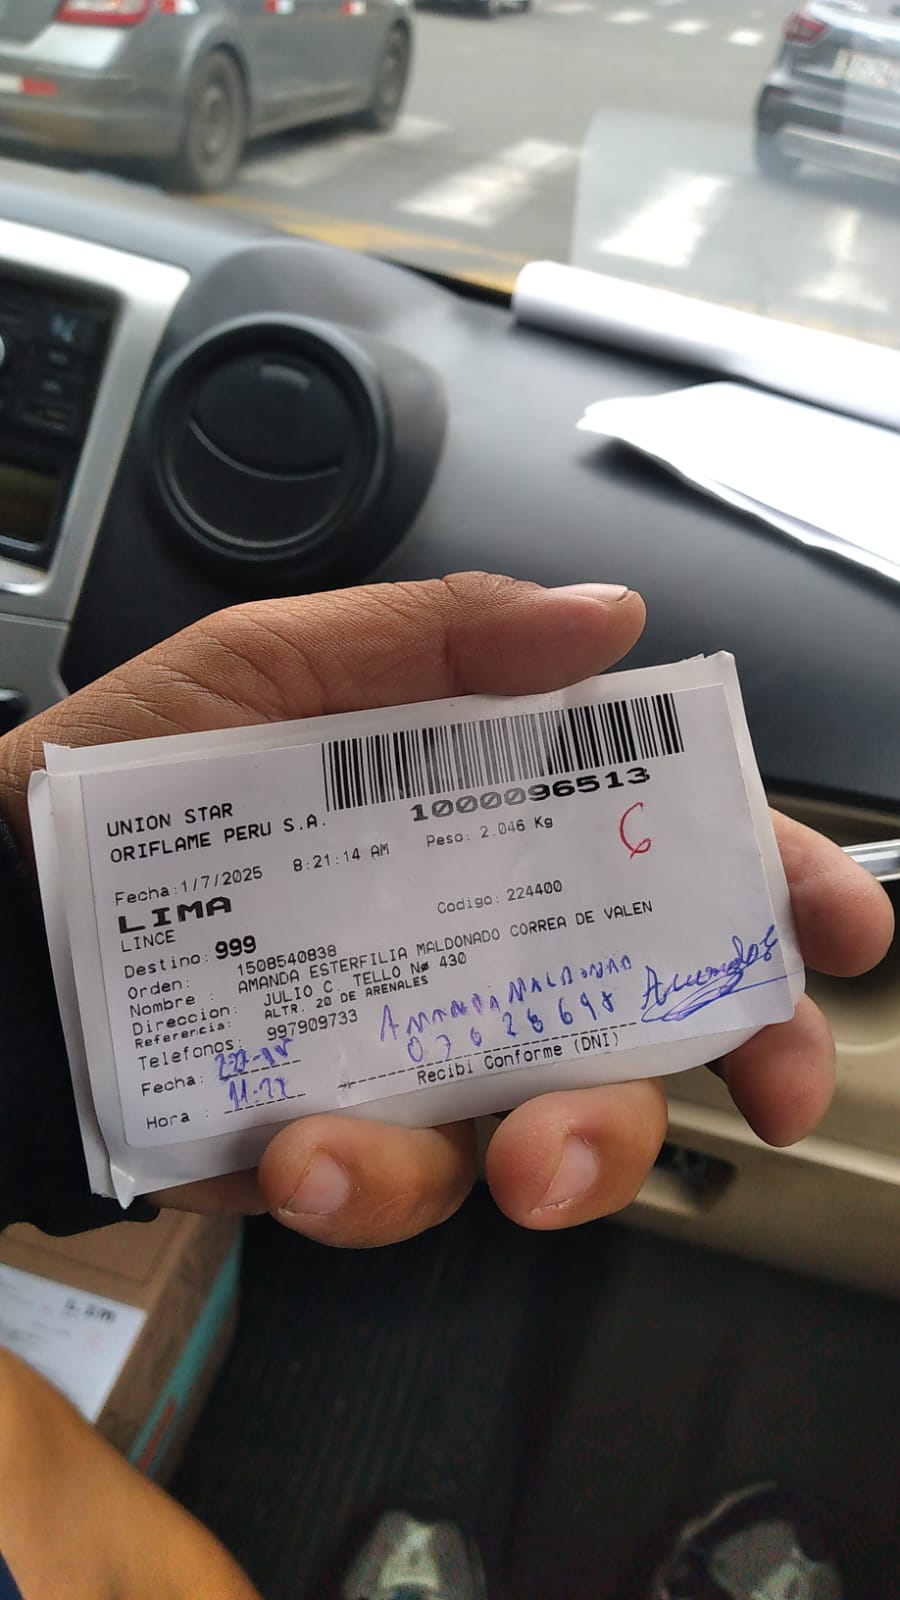 1000096513
UNION STAR
ORIFLAME PERU S.A.
Fecha:1/7/2025 8:21:14 AM Peso: 2.046 Kg
LIMA
LINCE Codigo: 224400
Destino: 999
Orden: 1508540838
Nombre : AMANDA ESTERFILIA MALDONADO CORREA DE VALEN
Direccion: JULIO C. TELLO Nø 430
Referencia: ALTR. 20 DE ARENALES
Telefonos: 997909733
AMANDA MALDONADO
07628698
Fecha:
Hora :
Recibi Conforme (DNI)